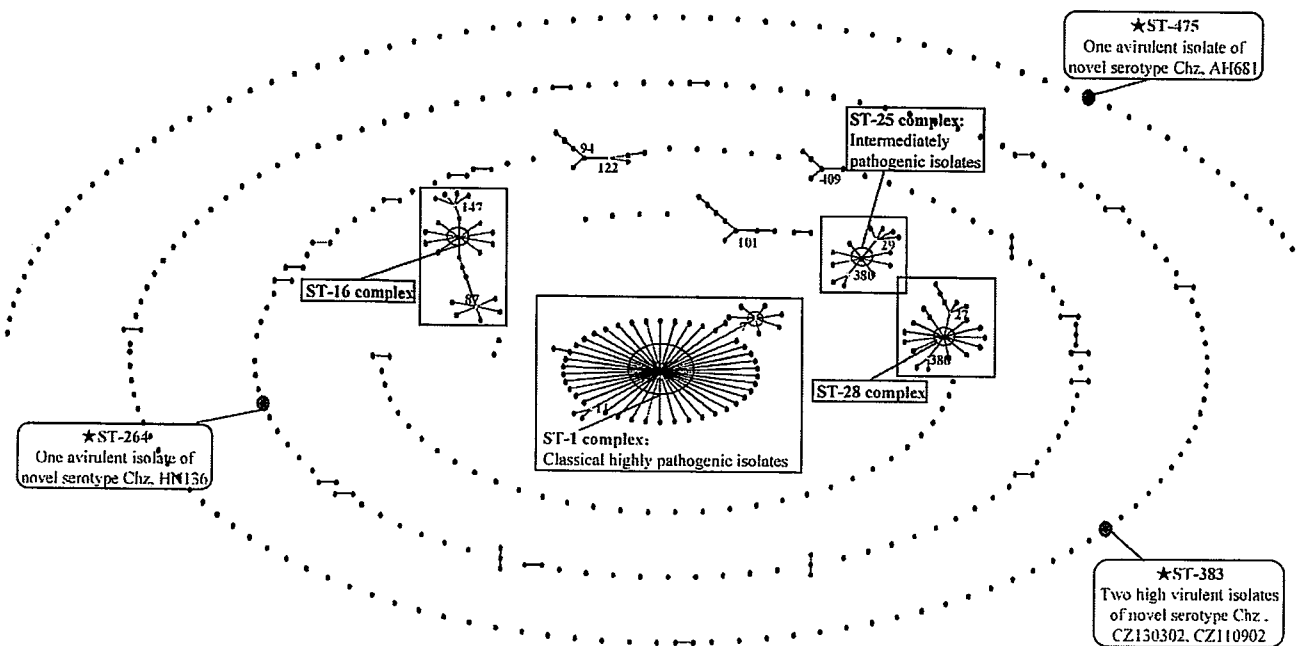 ★ST-475
One avirulent isolate of
novel serotype Chz, AH681
ST-25 complex:
Intermediately
pathogenic isolates
94
122
409
147
101
29
380
ST-16 complex
87
27
380
7
ST-28 complex
11
ST-1 complex:
Classical highly pathogenic isolates
★ST-264
One avirulent isolate of
novel serotype Chz, HN136
★ST-383
Two high virulent isolates
of novel serotype Chz,
CZ130302, CZ110902